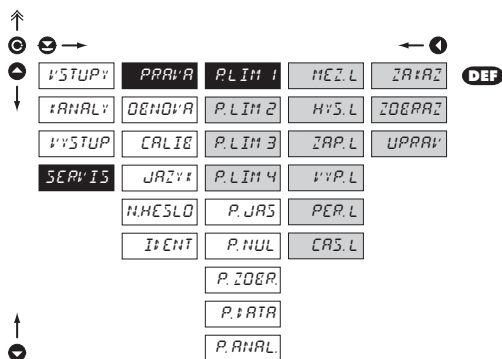 VSTUPY PRAVA P.LIM 1 MEZ. L ZAKAZ DEF
KANALY OBNOVA P.LIM 2 HYS. L ZOBRAZ
VYSTUP CALIB P.LIM 3 ZAP. L UPRAV
SERVIS JAZYK P.LIM 4 VYP. L
N.HESLO P. JAS PER. L
IDENT P. NUL CAS. L
P. ZOBR.
P. DATA
P. ANAL.